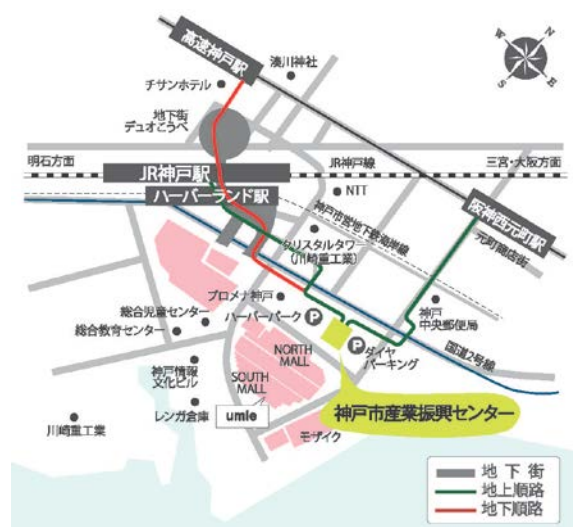 高速神戸駅
湊川神社
チサンホテル
地下街
デュオこうべ
N
W
E
S
明石方面
JR神戸駅
JR神戸線
三宮・大阪方面
ハーバーランド駅
NTT
神戸市営地下鉄海岸線
阪神西元町駅
元町商店街
クリスタルタワー
(川崎重工業)
プロメナ神戸
ハーバーパーク
P
総合児童センター
総合教育センター
神戸
中央郵便局
国道2号線
P
ダイヤ
パーキング
NORTH
MALL
神戸情報
文化ビル
SOUTH
MALL
umie
レンガ倉庫
川崎重工業
モザイク
神戸市産業振興センター
地下街
地上順路
地下順路